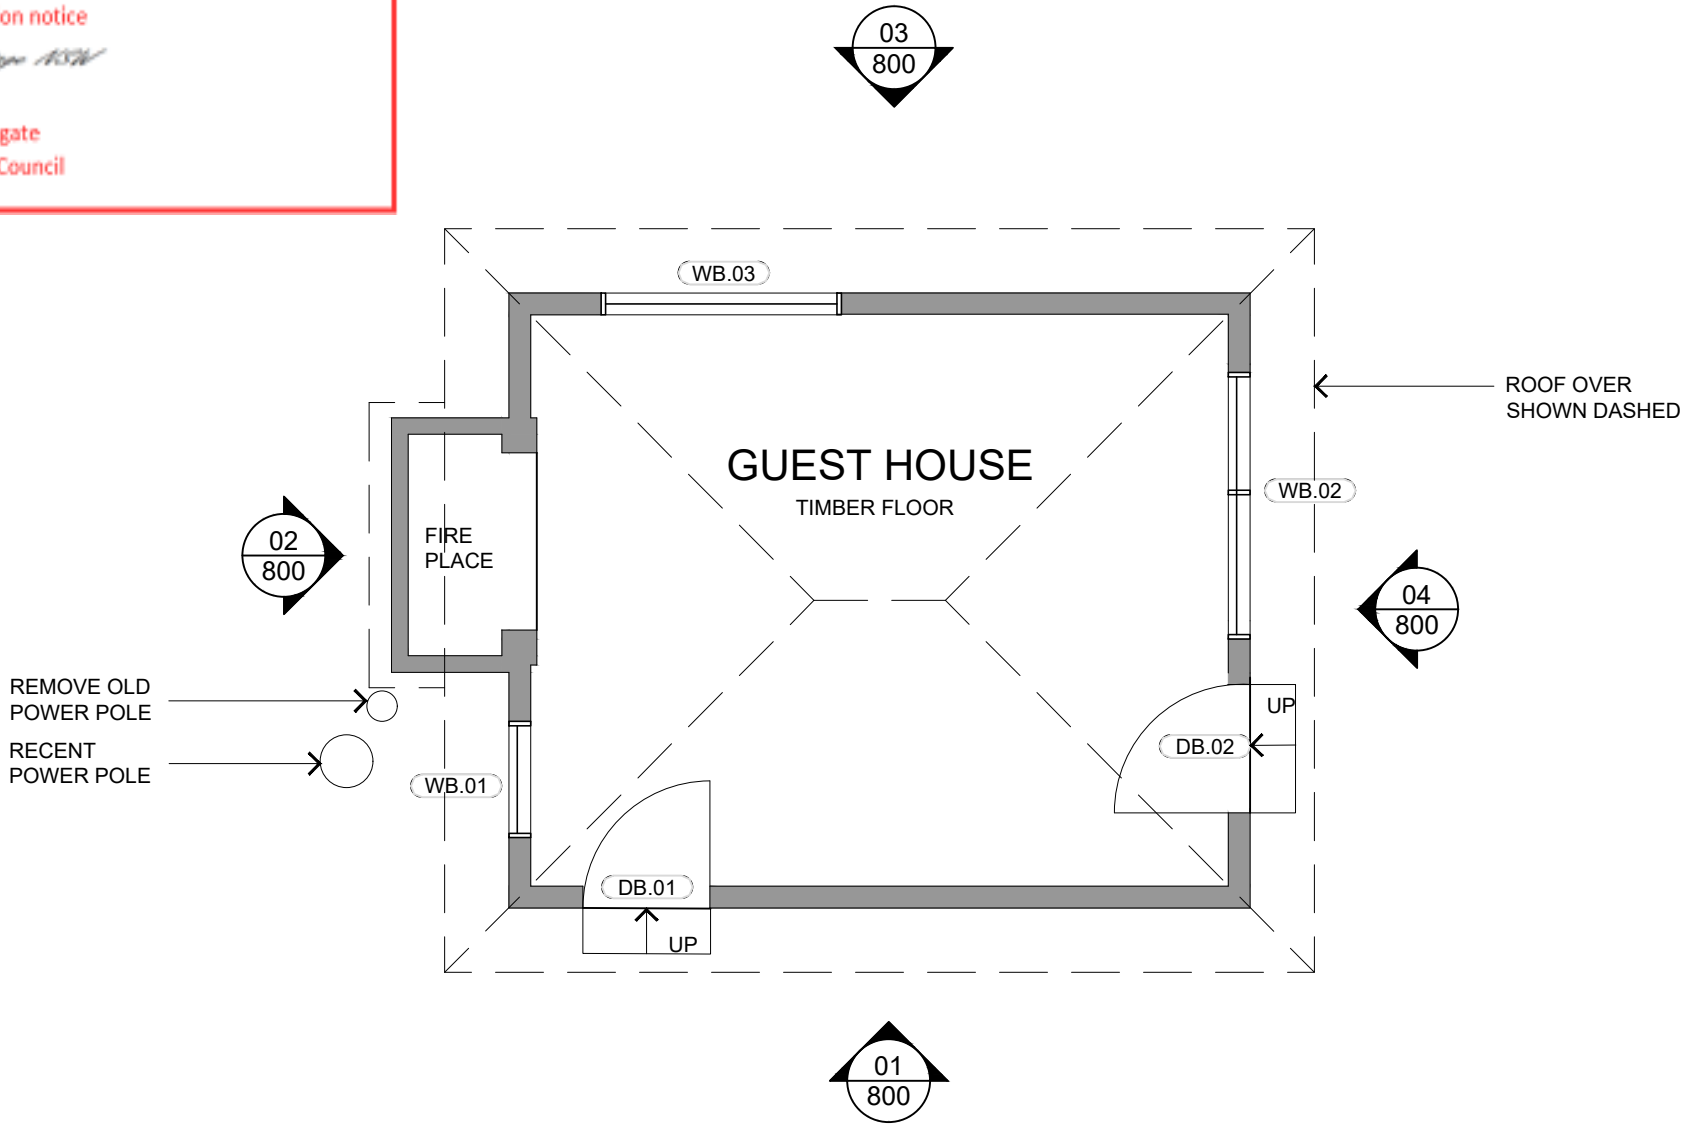 on notice
NSW
gate
Council
03
800
WB.03
ROOF OVER
SHOWN DASHED
GUEST HOUSE
TIMBER FLOOR
WB.02
FIRE
PLACE
02
800
04
800
REMOVE OLD
POWER POLE
RECENT
POWER POLE
UP
DB.02
WB.01
DB.01
UP
01
800